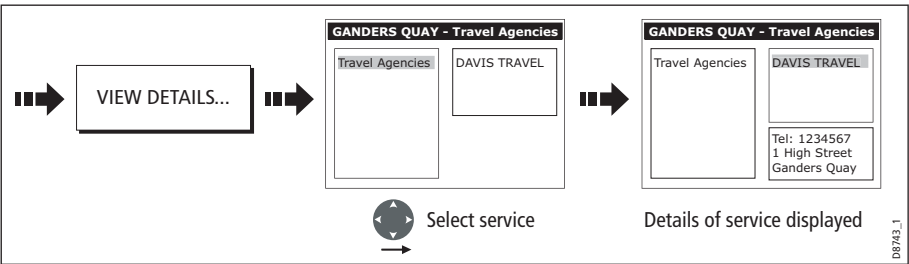 VIEW DETAILS...
GANDERS QUAY - Travel Agencies
Travel Agencies
DAVIS TRAVEL
Select service
GANDERS QUAY - Travel Agencies
Travel Agencies
DAVIS TRAVEL
Tel: 1234567
1 High Street
Ganders Quay
Details of service displayed
D8743_1